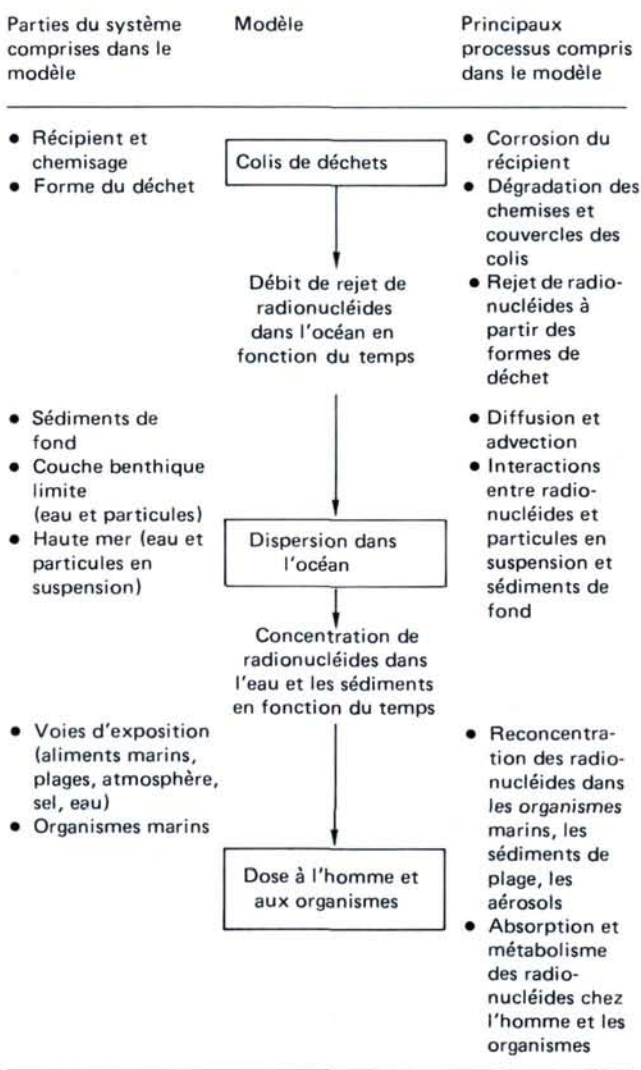 Parties du système
comprises dans le
modèle
Modèle
Principaux
processus compris
dans le modèle
● Récipient et
chemisage
● Forme du déchet
Colis de déchets
● Corrosion du
récipient
● Dégradation des
chemises et
couvercles des
colis
● Rejet de radio-
nucléides à
partir des
formes de
déchet
Débit de rejet de
radionucléides
dans l'océan en
fonction du temps
● Sédiments de
fond
● Couche benthique
limite
(eau et particules)
● Haute mer (eau et
particules en
suspension)
Dispersion dans
l'océan
● Diffusion et
advection
● Interactions
entre radio-
nucléides et
particules en
suspension et
sédiments de
fond
Concentration de
radionucléides dans
l'eau et les sédiments
en fonction du temps
● Voies d'exposition
(aliments marins,
plages, atmosphère,
sel, eau)
● Organismes marins
Dose à l'homme et
aux organismes
● Reconcentra-
tion des radio-
nucléides dans
les organismes
marins, les
sédiments de
plage, les
aérosols
● Absorption et
métabolisme
des radio-
nucléides chez
l'homme et les
organismes